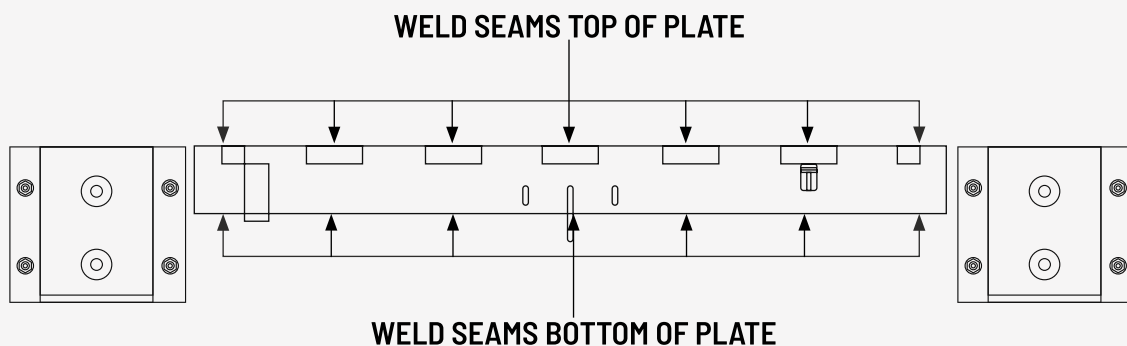 WELD SEAMS TOP OF PLATE
WELD SEAMS BOTTOM OF PLATE